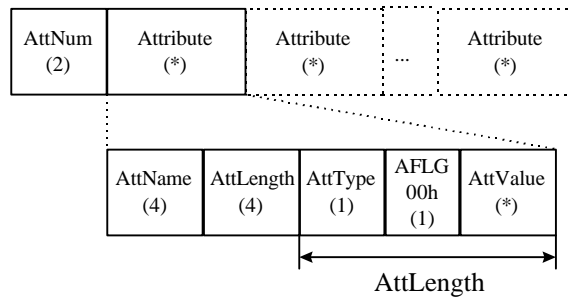 AttNum
(2)
Attribute
(*)
Attribute
(*)
...
Attribute
(*)
AttName
(4)
AttLength
(4)
AttType
(1)
AFLG
00h
(1)
AttValue
(*)
AttLength